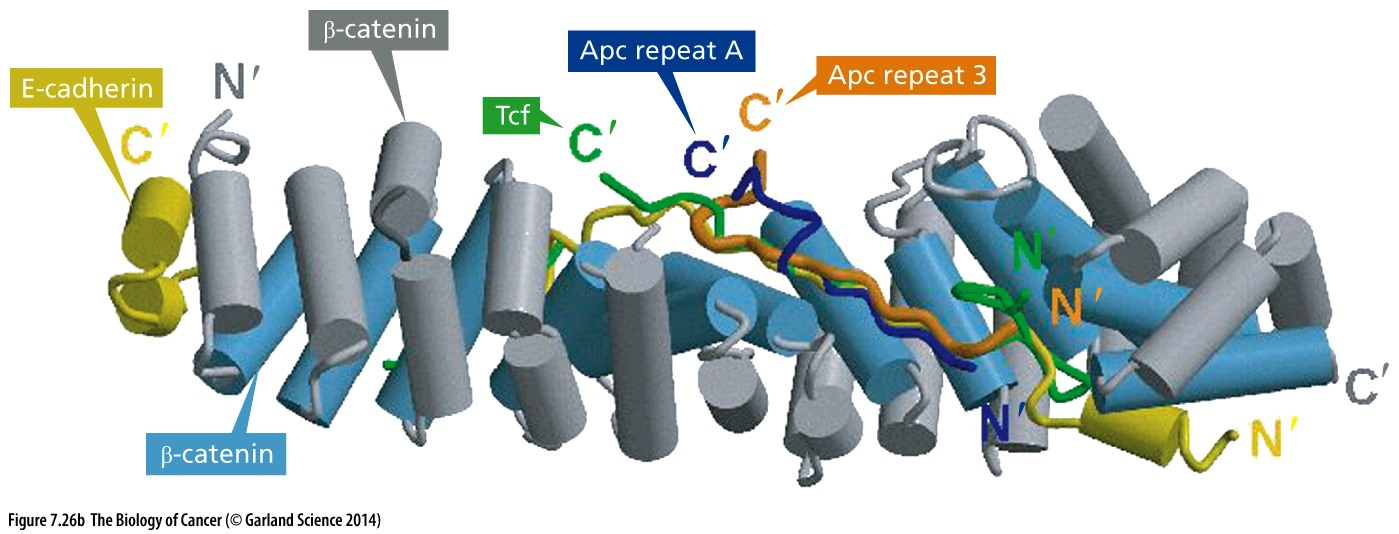 β-catenin
Apc repeat A
Apc repeat 3
E-cadherin
N′
Tcf
C′
C′
C′
C′
N′
N′
C′
N′
N′
β-catenin
Figure 7.26b The Biology of Cancer (© Garland Science 2014)